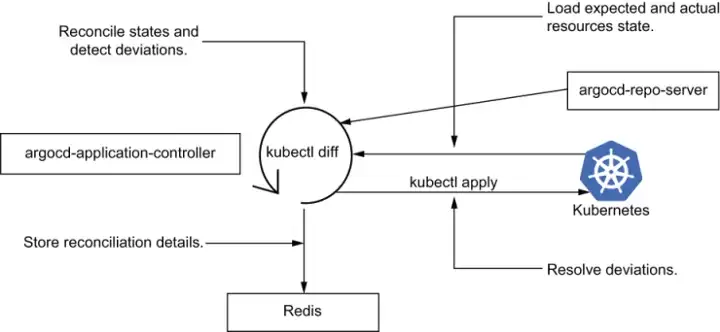 Load expected and actual
resources state.
Reconcile states and
detect deviations.
argocd-repo-server
argocd-application-controller
kubectl diff
kubectl apply
Kubernetes
Store reconciliation details.
Resolve deviations.
Redis